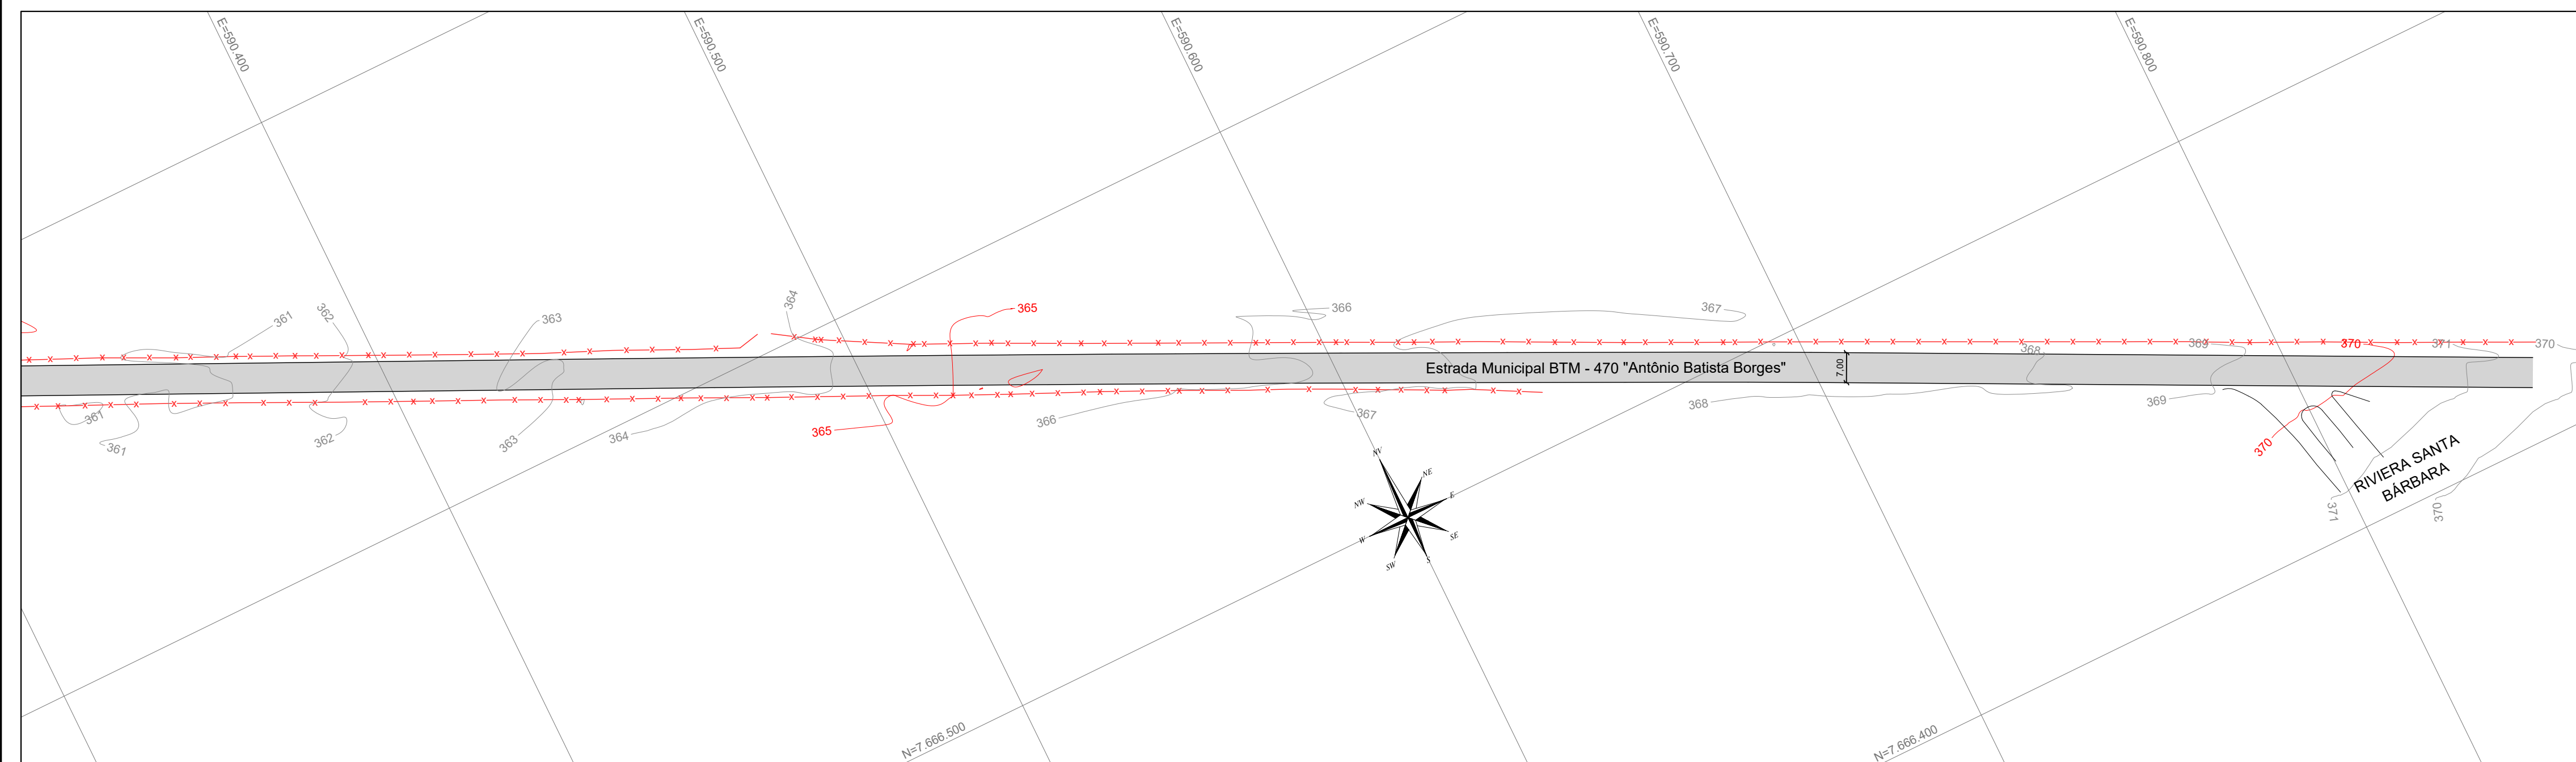 E=590.400
E=590.500
E=590.600
E=590.700
E=590.800
361
362
363
364
365
366
367
368
369
370
371
370
Estrada Municipal BTM - 470 "Antônio Batista Borges"
7.00
361
361
362
363
364
365
366
367
368
369
370
371
370
RIVIERA SANTA
BÁRBARA
NV
NE
E
SE
S
SW
W
NW
N=7.666.500
N=7.666.400